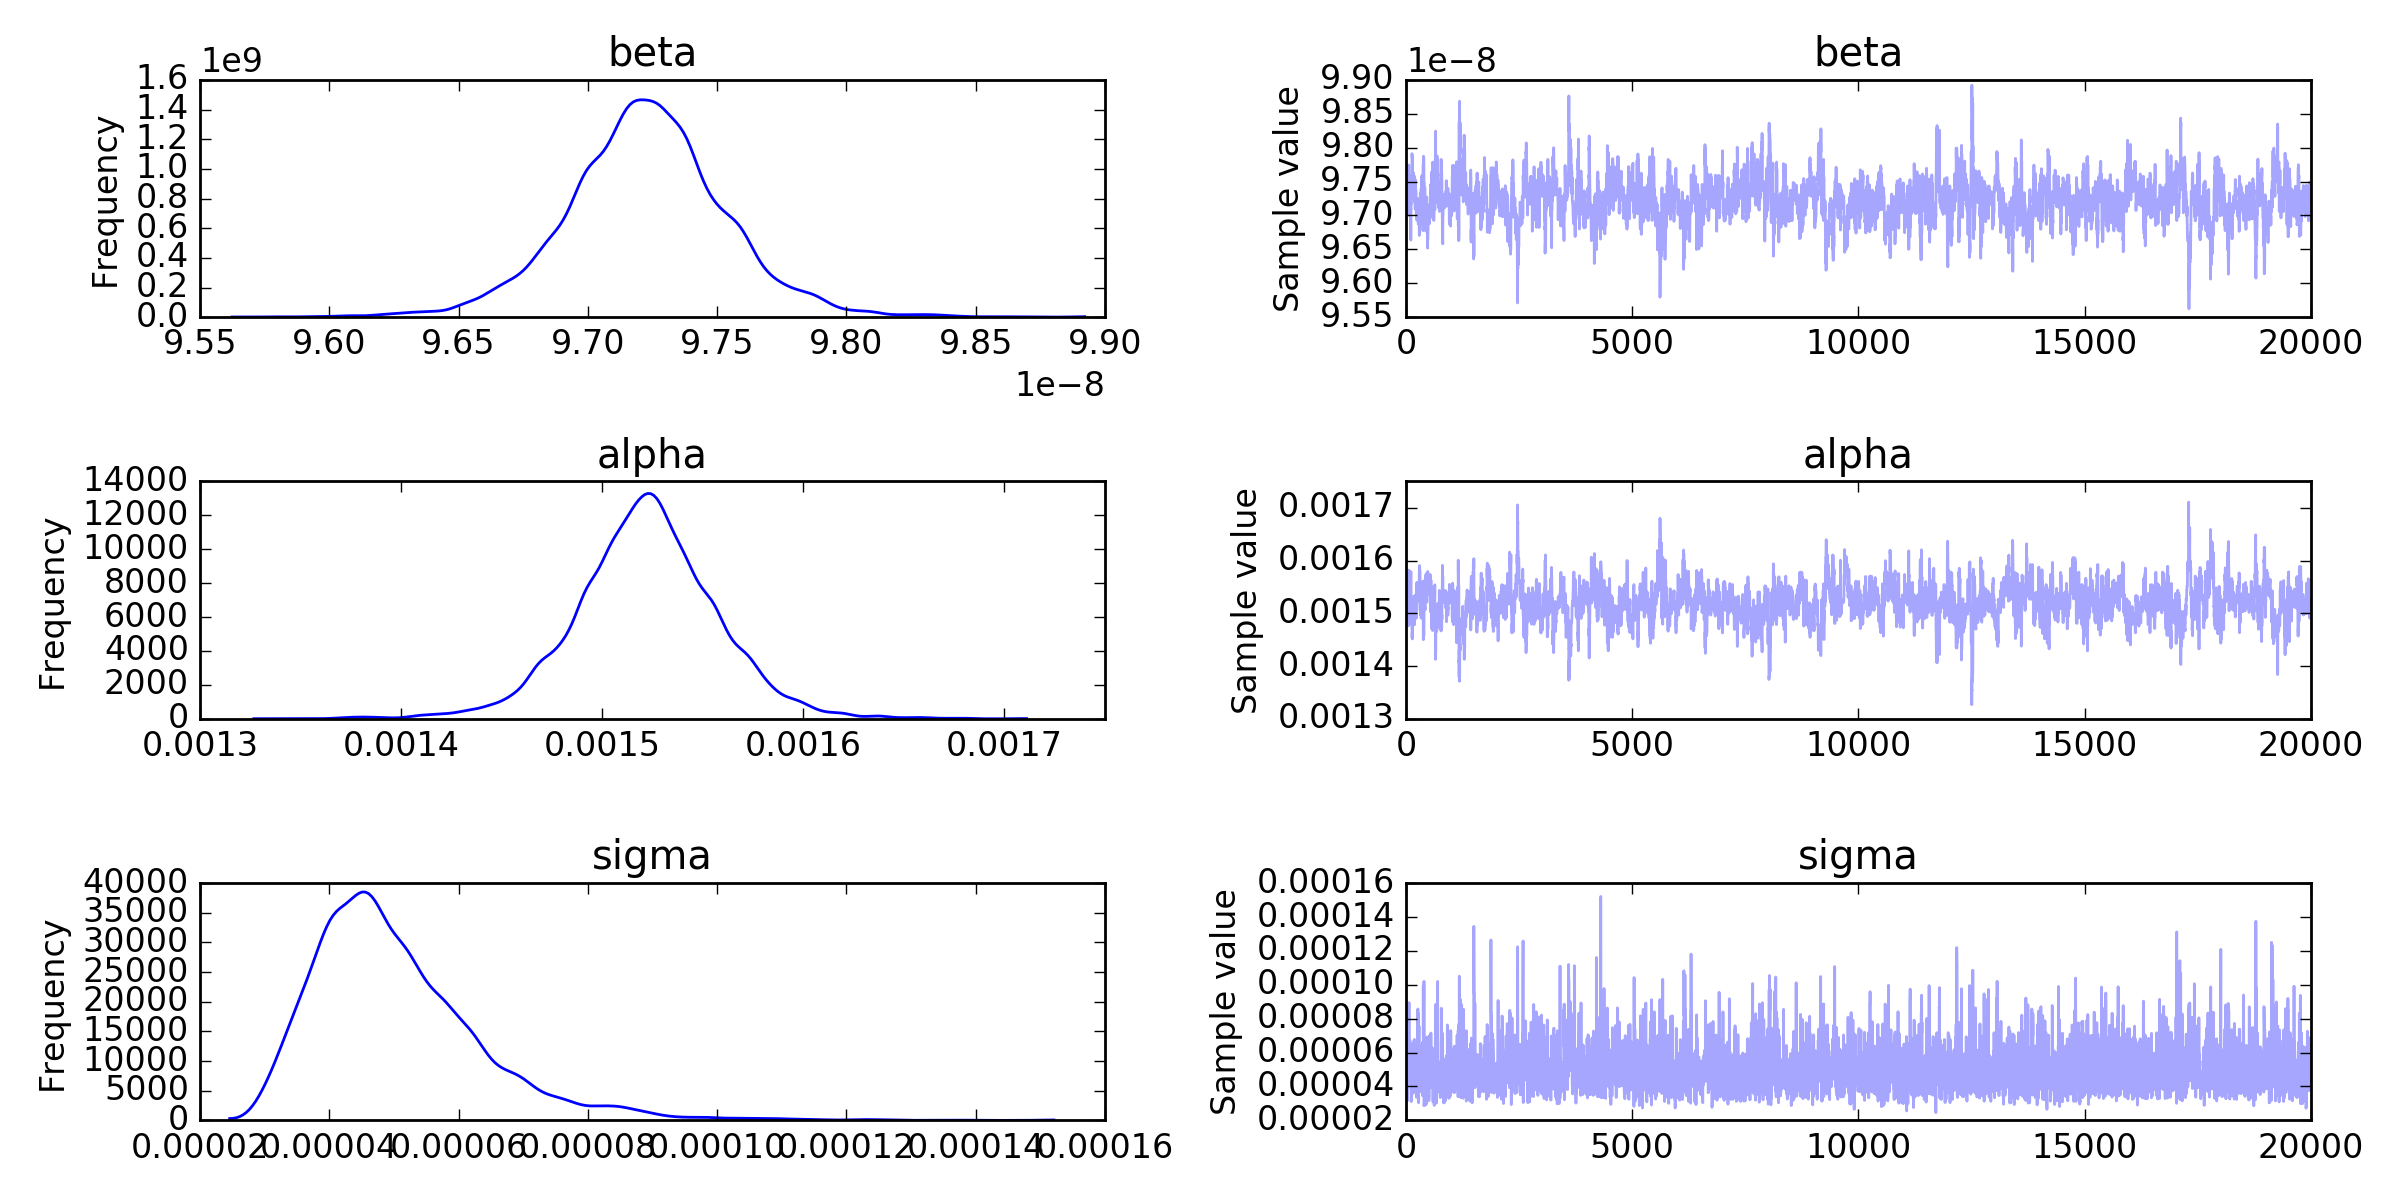 beta
1e9
1.6
1.4
1.2
1.0
0.8
0.6
0.4
0.2
0.0
Frequency
9.55 9.60 9.65 9.70 9.75 9.80 9.85 9.90
1e−8
beta
1e−8
9.90
9.85
9.80
9.75
9.70
9.65
9.60
9.55
Sample value
0 5000 10000 15000 20000
alpha
14000
12000
10000
8000
6000
4000
2000
0
Frequency
0.0013 0.0014 0.0015 0.0016 0.0017
alpha
0.0017
0.0016
0.0015
0.0014
0.0013
Sample value
0 5000 10000 15000 20000
sigma
40000
35000
30000
25000
20000
15000
10000
5000
0
Frequency
0.00002 0.00004 0.00006 0.00008 0.00010 0.00012 0.00014 0.00016
sigma
0.00016
0.00014
0.00012
0.00010
0.00008
0.00006
0.00004
0.00002
Sample value
0 5000 10000 15000 20000